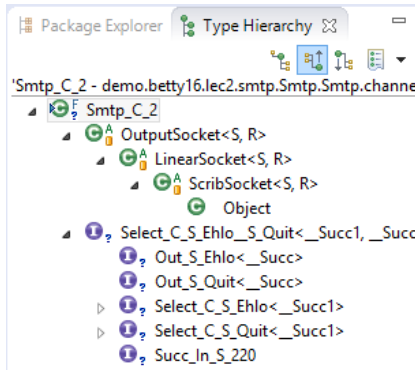 Package Explorer Type Hierarchy
'Smtp_C_2 - demo.betty16.lec2.smtp.Smtp.Smtp.channe
Smtp_C_2
OutputSocket<S, R>
LinearSocket<S, R>
ScribSocket<S, R>
Object
Select_C_S_Ehlo__S_Quit<__Succ1, __Succ
Out_S_Ehlo<__Succ>
Out_S_Quit<__Succ>
Select_C_S_Ehlo<__Succ1>
Select_C_S_Quit<__Succ1>
Succ_In_S_220